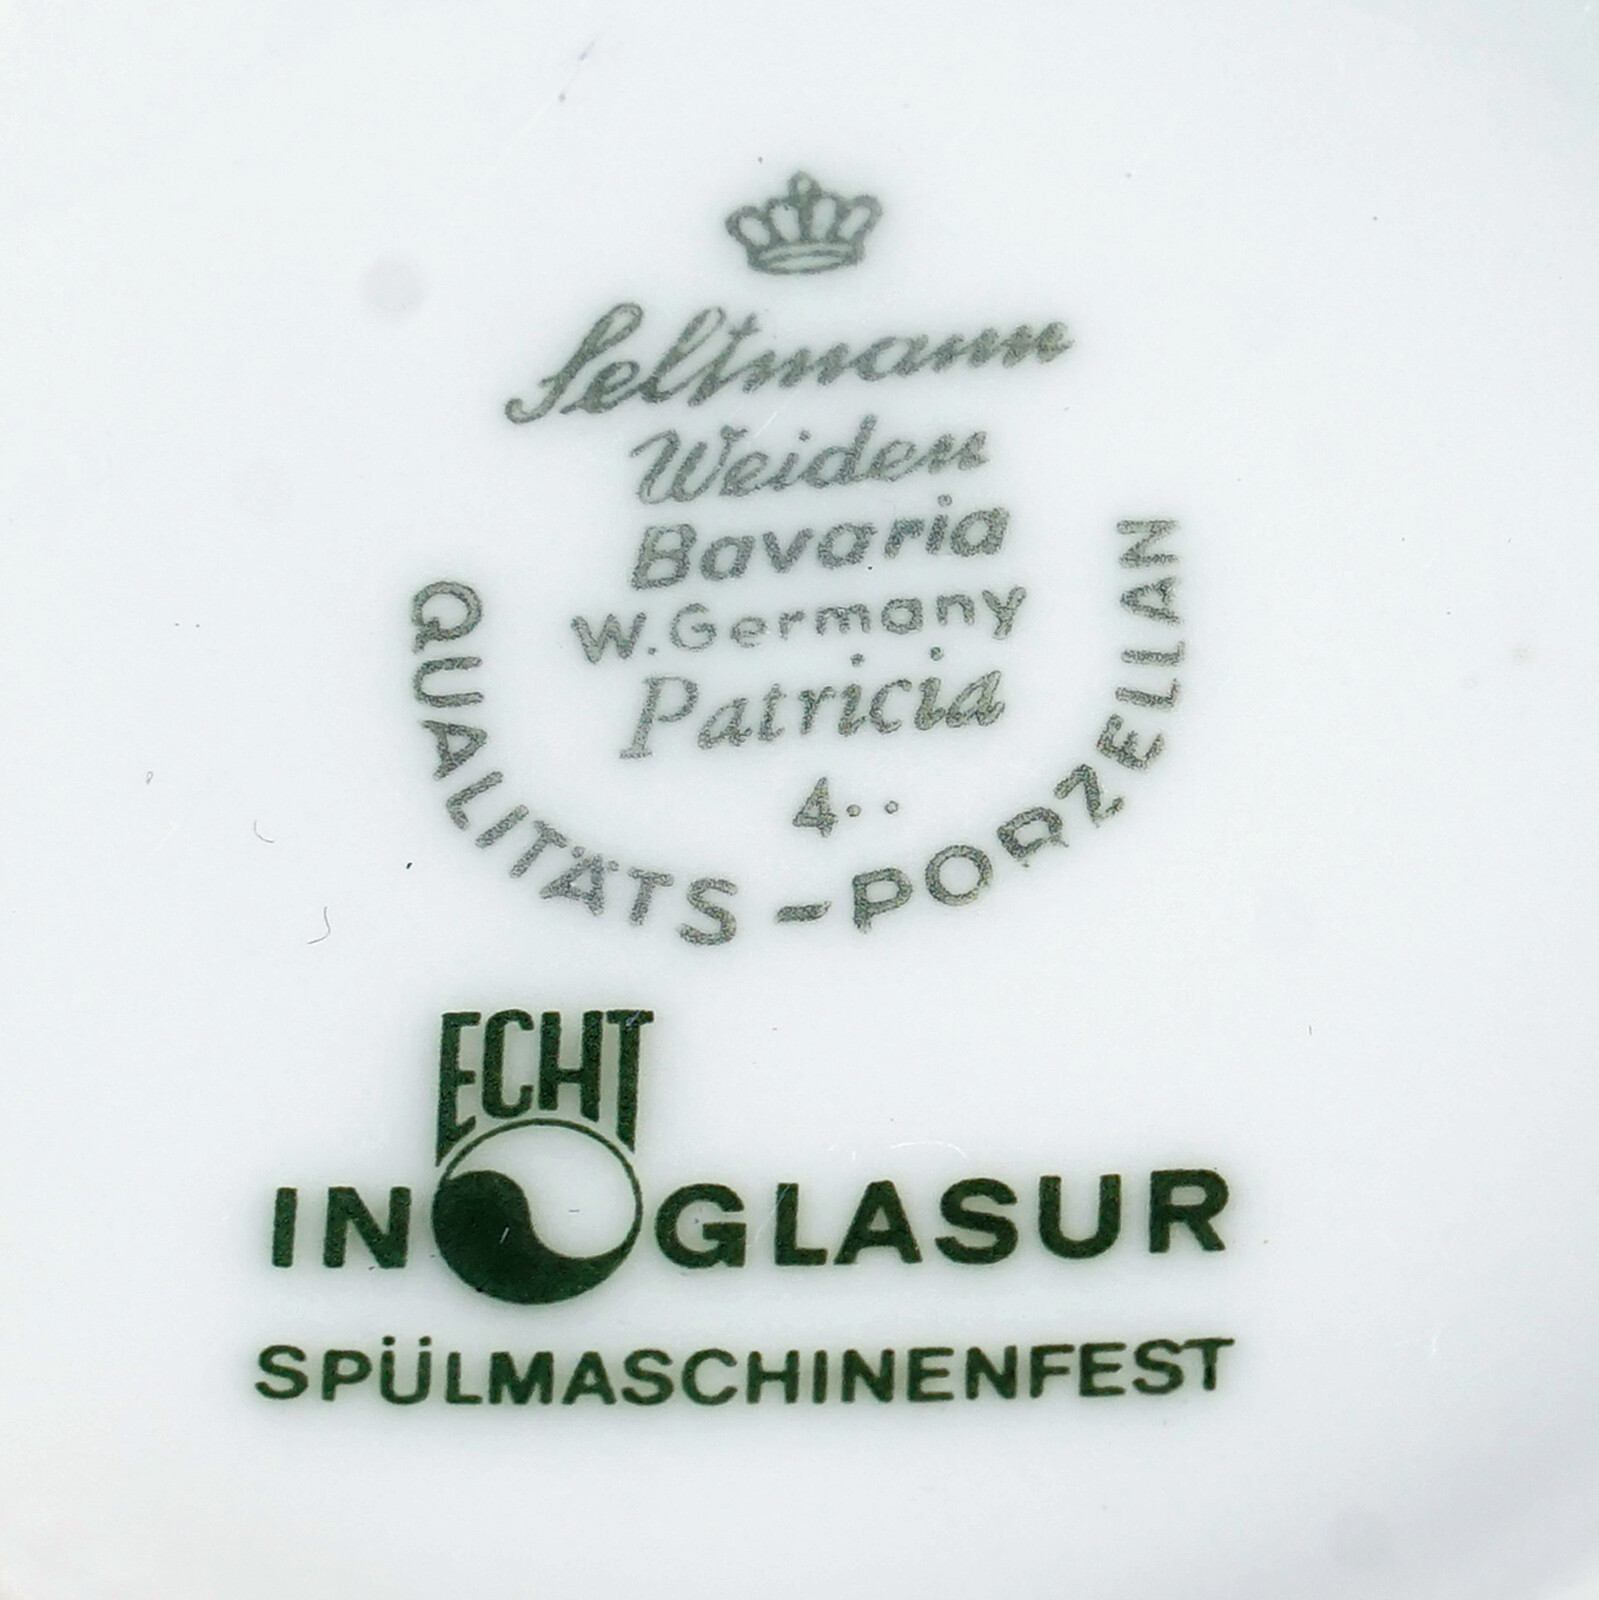 Seltmann
Weiden
Bavaria
W. Germany
Patricia
4··
QUALITÄTS - PORZELLAN
ECHT
IN GLASUR
SPÜLMASCHINENFEST